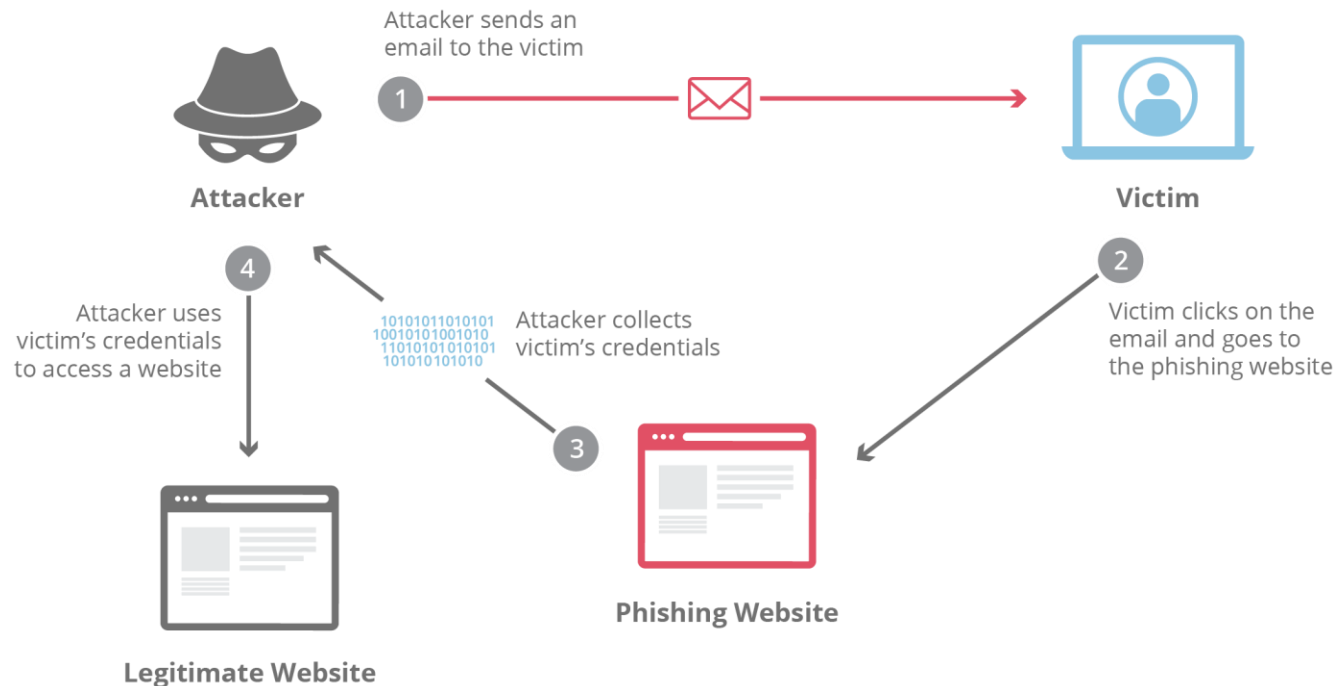 Attacker sends an
email to the victim
1
Attacker
Victim
4
2
Attacker uses
victim’s credentials
to access a website
10101011010101
10010101001010
11010101010101
101010101010
Attacker collects
victim’s credentials
Victim clicks on the
email and goes to
the phishing website
3
Phishing Website
Legitimate Website